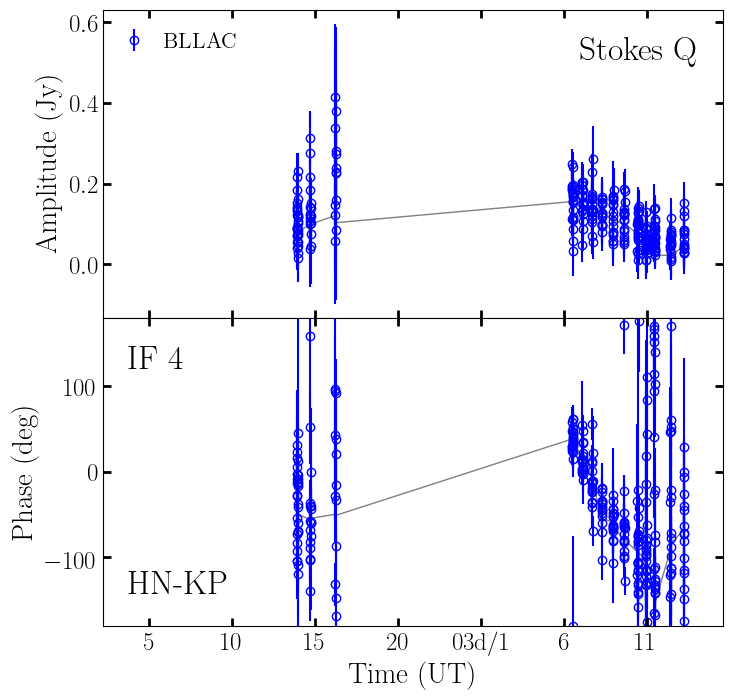 BLLAC
Stokes Q
0.6
0.4
0.2
0.0
Amplitude (Jy)
IF 4
HN-KP
100
0
−100
Phase (deg)
5 10 15 20 03d/1 6 11
Time (UT)